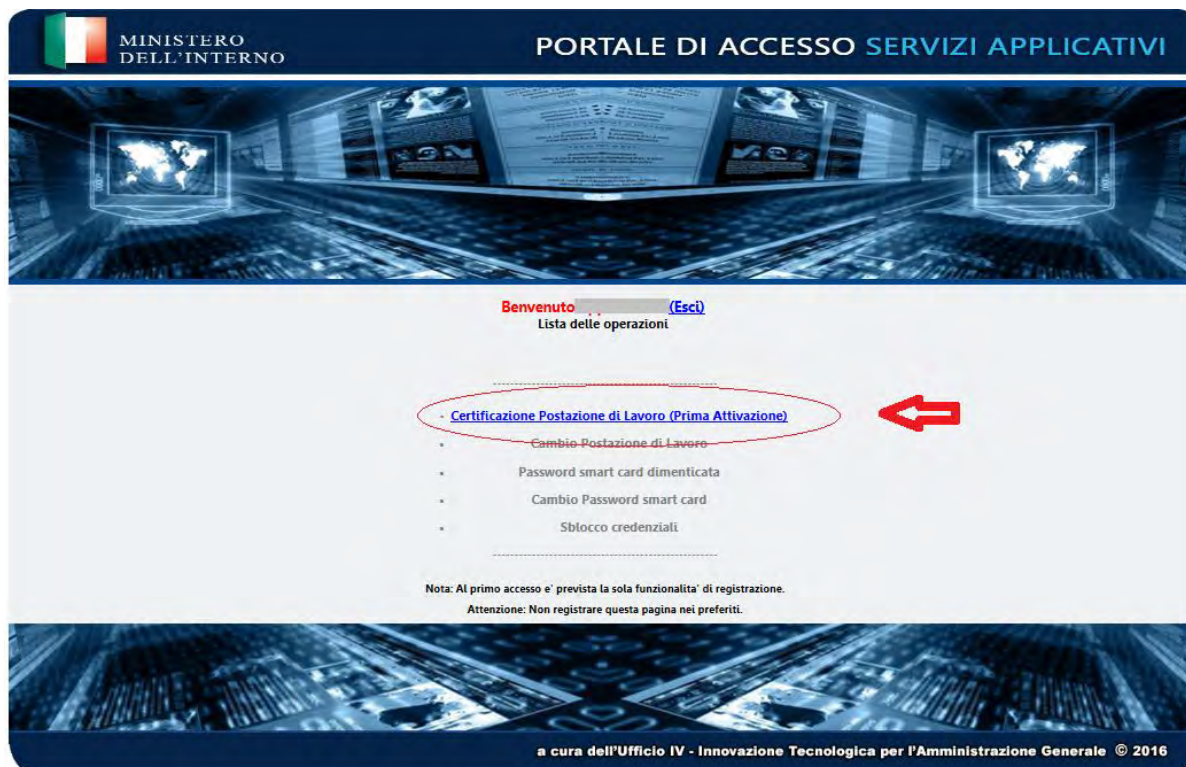 MINISTERO
DELL'INTERNO
PORTALE DI ACCESSO SERVIZI APPLICATIVI
Benvenuto (Esci)
Lista delle operazioni
- Certificazione Postazione di Lavoro (Prima Attivazione)
- Cambio Postazione di Lavoro
- Password smart card dimenticata
- Cambio Password smart card
- Sblocco credenziali
Nota: Al primo accesso e' prevista la sola funzionalita' di registrazione.
Attenzione: Non registrare questa pagina nei preferiti.
a cura dell'Ufficio IV - Innovazione Tecnologica per l'Amministrazione Generale © 2016